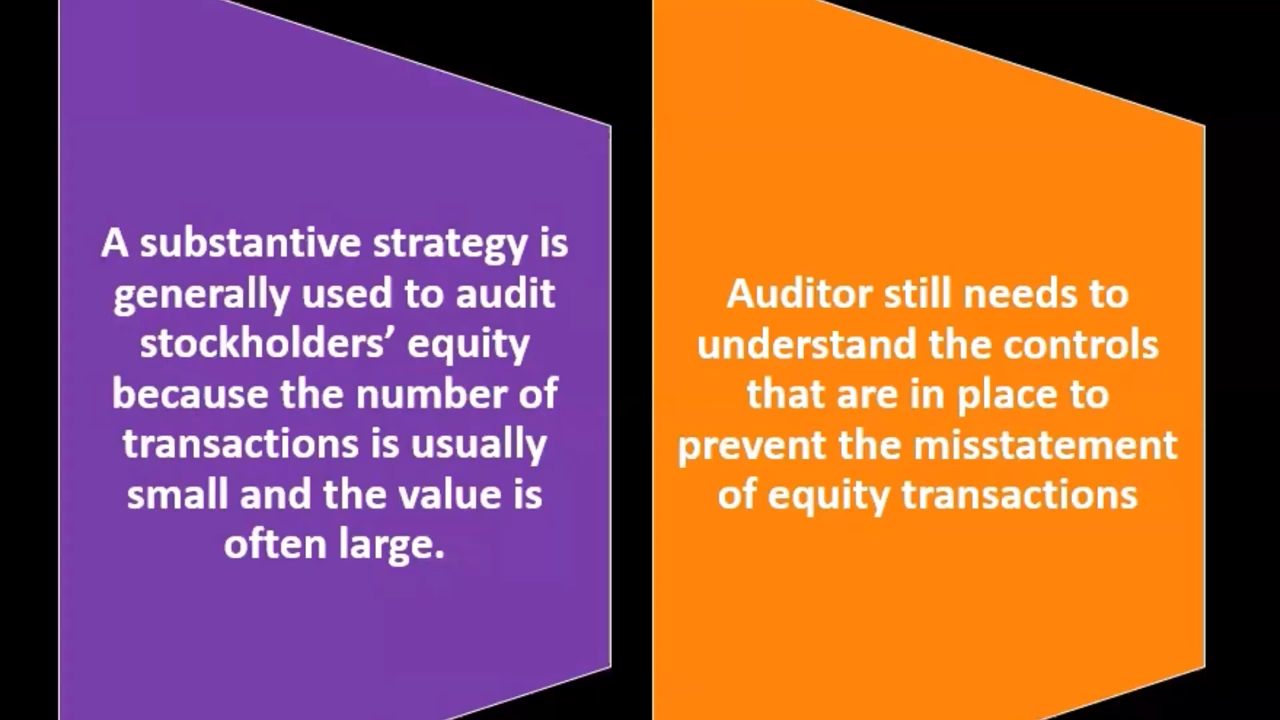 A substantive strategy is
generally used to audit
stockholders’ equity
because the number of
transactions is usually
small and the value is
often large.
Auditor still needs to
understand the controls
that are in place to
prevent the misstatement
of equity transactions